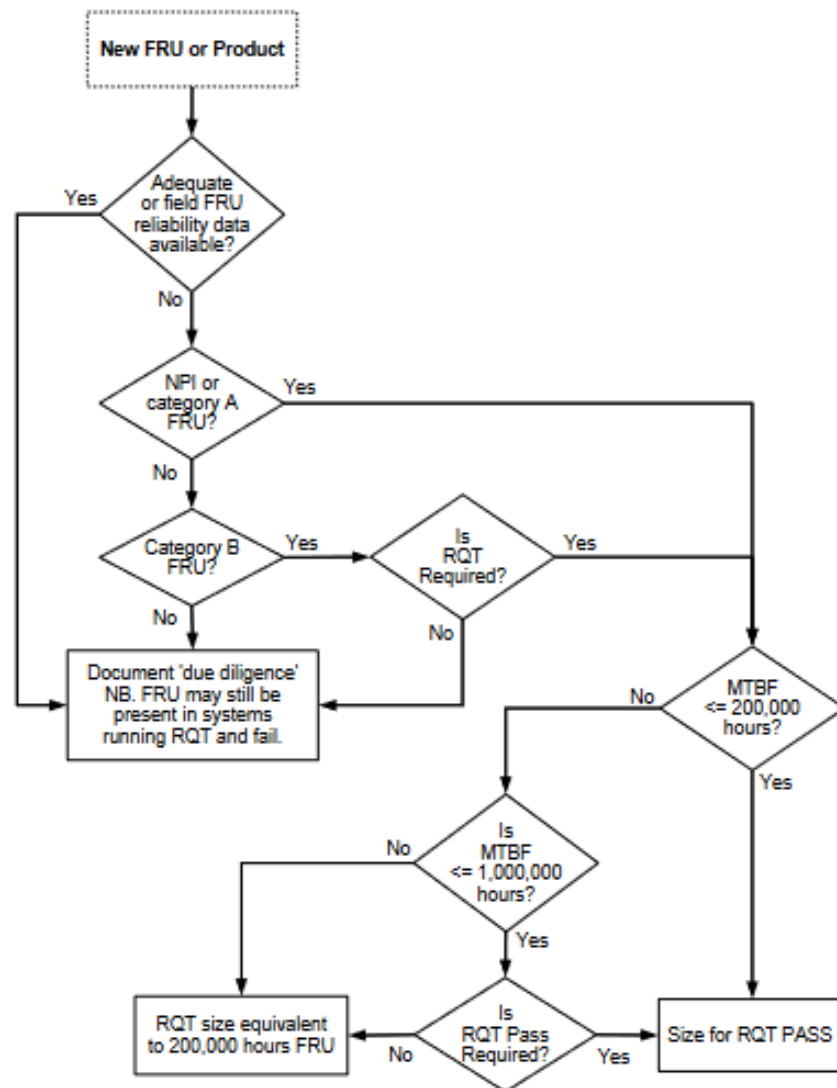 New FRU or Product
Adequate
or field FRU
reliability data
available?
Yes
No
NPI or
category A
FRU?
Yes
No
Category B
FRU?
Yes
No
Is
RQT
Required?
Yes
No
Document 'due diligence'
NB. FRU may still be
present in systems
running RQT and fail.
MTBF
<= 200,000
hours?
No
Yes
Is
MTBF
<= 1,000,000
hours?
No
Yes
RQT size equivalent
to 200,000 hours FRU
Is
RQT Pass
Required?
No
Yes
Size for RQT PASS